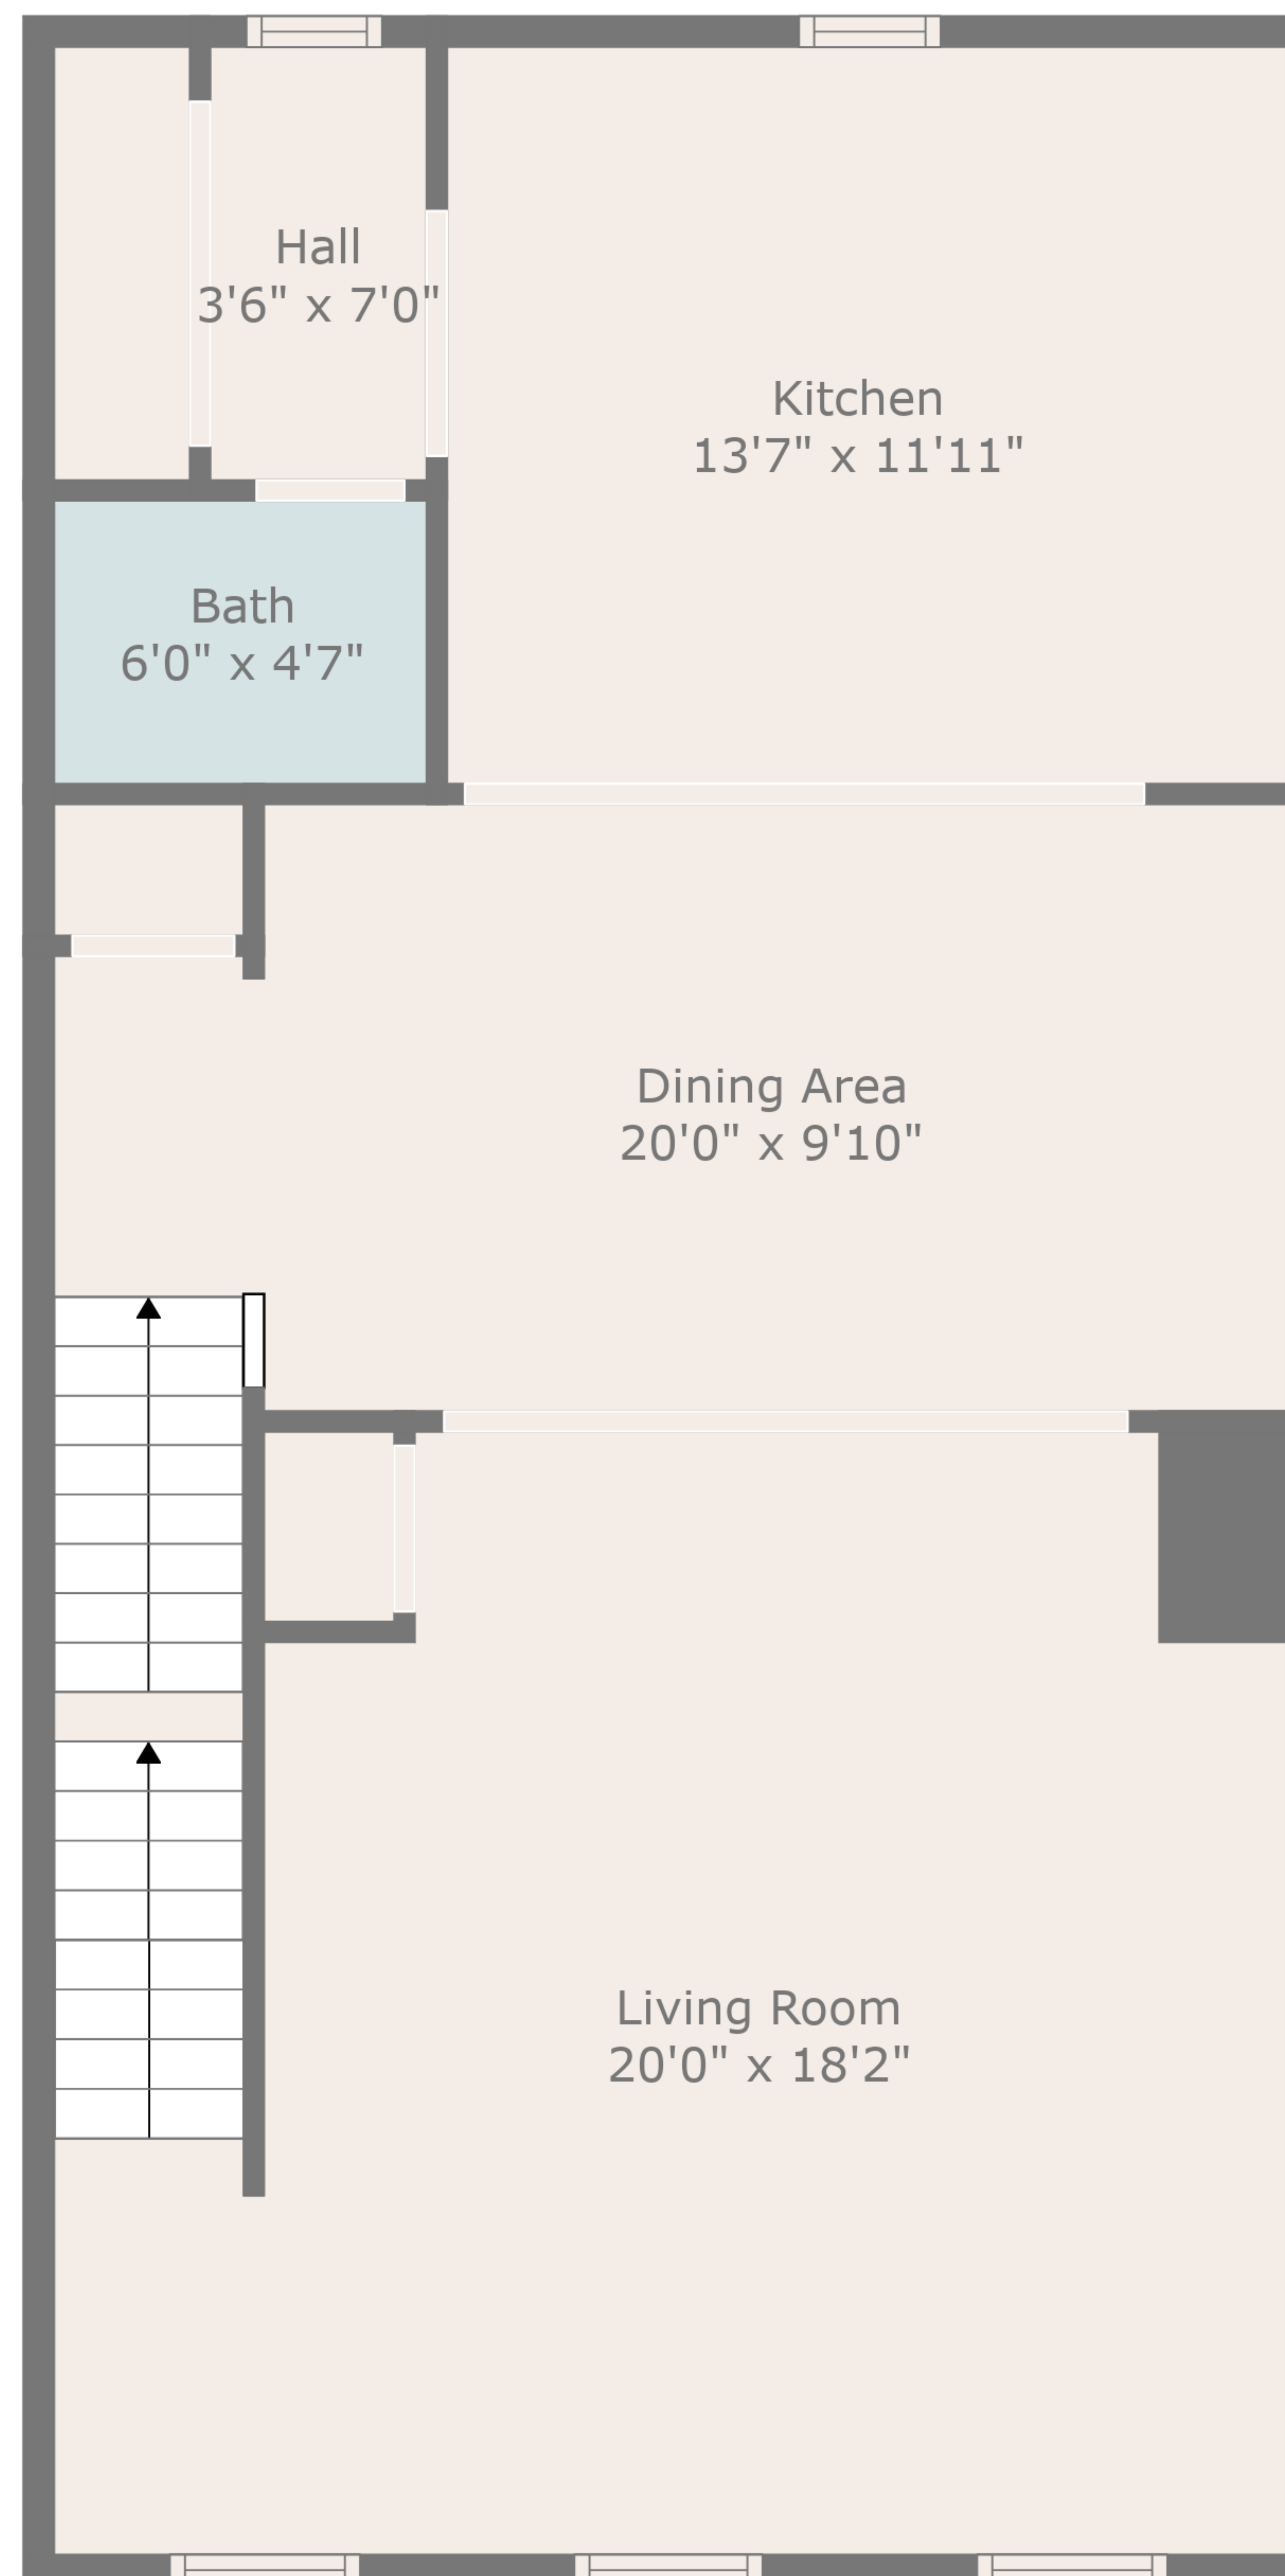 Hall
3'6" x 7'0"
Kitchen
13'7" x 11'11"
Bath
6'0" x 4'7"
Dining Area
20'0" x 9'10"
Living Room
20'0" x 18'2"